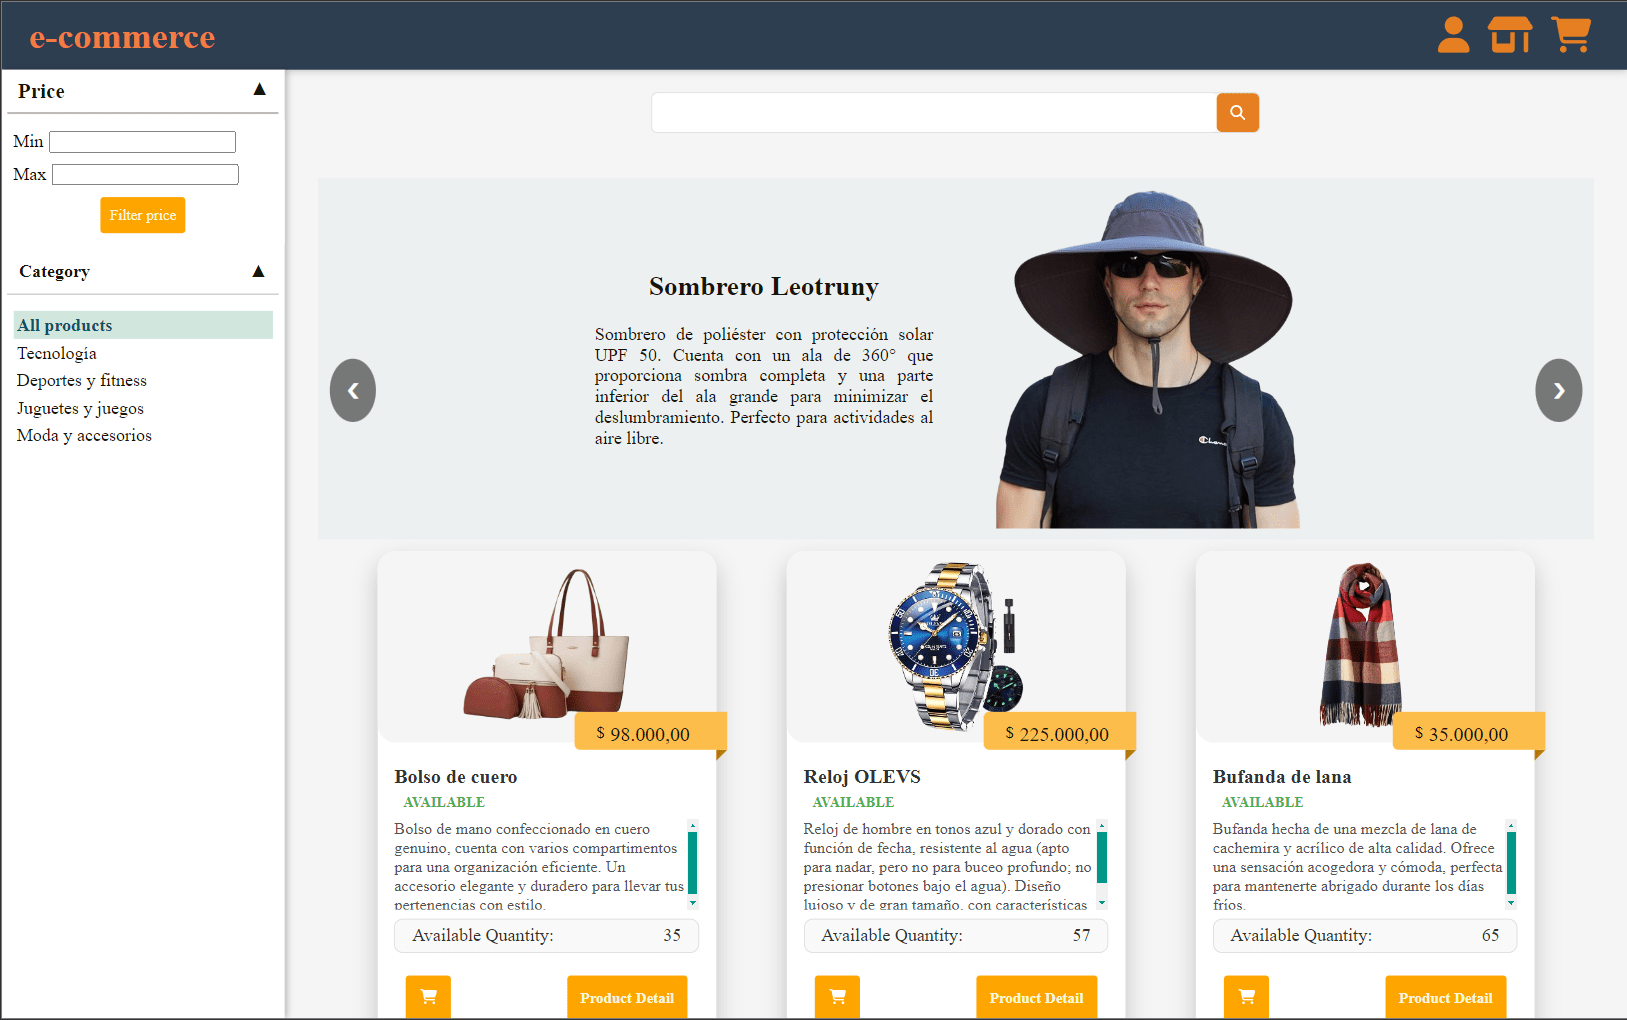 e-commerce
Price ▲
Min
Max
Filter price
Category ▲
All products
Tecnología
Deportes y fitness
Juguetes y juegos
Moda y accesorios
❮
Sombrero Leotruny
Sombrero de poliéster con protección solar
UPF 50. Cuenta con un ala de 360° que
proporciona sombra completa y una parte
inferior del ala grande para minimizar el
deslumbramiento. Perfecto para actividades al
aire libre.
❯
$ 98.000,00
Bolso de cuero
AVAILABLE
Bolso de mano confeccionado en cuero
genuino, cuenta con varios compartimentos
para una organización eficiente. Un
accesorio elegante y duradero para llevar tus
pertenencias con estilo.
Available Quantity: 35
Product Detail
$ 225.000,00
Reloj OLEVS
AVAILABLE
Reloj de hombre en tonos azul y dorado con
función de fecha, resistente al agua (apto
para nadar, pero no para buceo profundo; no
presionar botones bajo el agua). Diseño
lujoso y de gran tamaño, con características
Available Quantity: 57
Product Detail
$ 35.000,00
Bufanda de lana
AVAILABLE
Bufanda hecha de una mezcla de lana de
cachemira y acrílico de alta calidad. Ofrece
una sensación acogedora y cómoda, perfecta
para mantenerte abrigado durante los días
fríos.
Available Quantity: 65
Product Detail